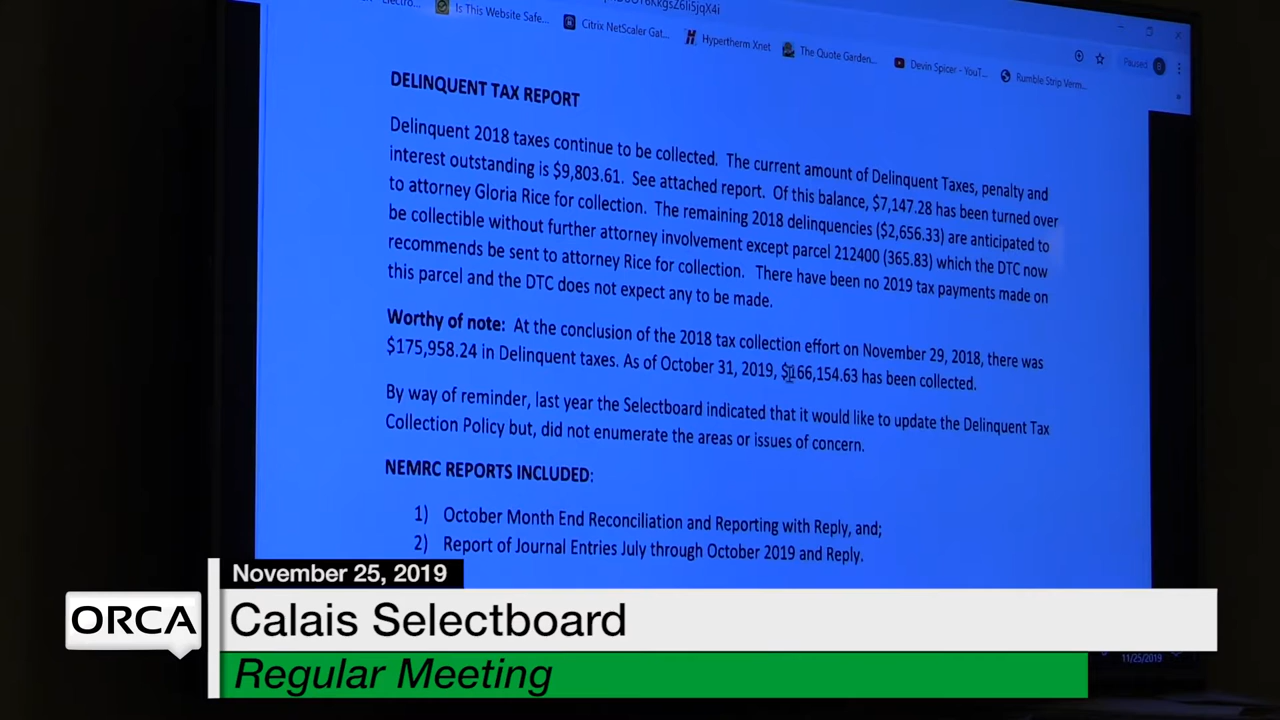 Is This Website Safe...
Citrix NetScaler Gat...
Hypertherm Xnet
The Quote Garden...
Devin Spicer - YouT...
Rumble Strip Verm...
Paused
DELINQUENT TAX REPORT
Delinquent 2018 taxes continue to be collected. The current amount of Delinquent Taxes, penalty and
interest outstanding is $9,803.61. See attached report. Of this balance, $7,147.28 has been turned over
to attorney Gloria Rice for collection. The remaining 2018 delinquencies ($2,656.33) are anticipated to
be collectible without further attorney involvement except parcel 212400 (365.83) which the DTC now
recommends be sent to attorney Rice for collection. There have been no 2019 tax payments made on
this parcel and the DTC does not expect any to be made.
Worthy of note: At the conclusion of the 2018 tax collection effort on November 29, 2018, there was
$175,958.24 in Delinquent taxes. As of October 31, 2019, $166,154.63 has been collected.
By way of reminder, last year the Selectboard indicated that it would like to update the Delinquent Tax
Collection Policy but, did not enumerate the areas or issues of concern.
NEMRC REPORTS INCLUDED:
1) October Month End Reconciliation and Reporting with Reply, and;
2) Report of Journal Entries July through October 2019 and Reply.
November 25, 2019
ORCA
Calais Selectboard
Regular Meeting
11/25/2019